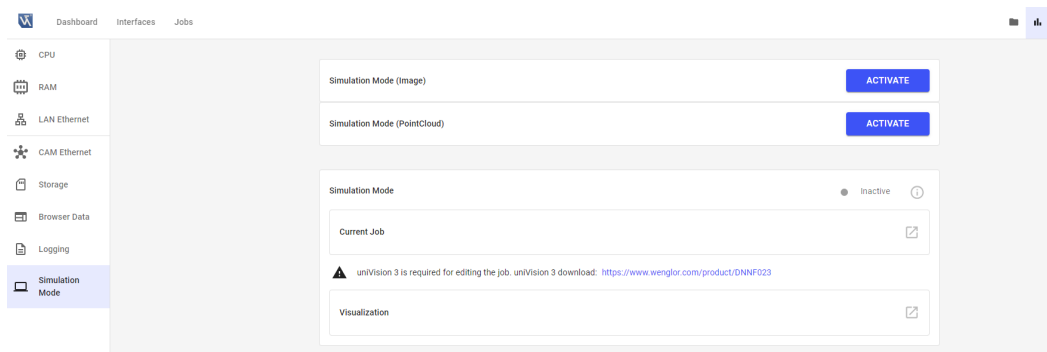 Dashboard Interfaces Jobs
CPU
RAM
LAN Ethernet
CAM Ethernet
Storage
Browser Data
Logging
Simulation
Mode
Simulation Mode (Image) ACTIVATE
Simulation Mode (PointCloud) ACTIVATE
Simulation Mode Inactive
Current Job
uniVision 3 is required for editing the job. uniVision 3 download: https://www.wenglor.com/product/DNNF023
Visualization